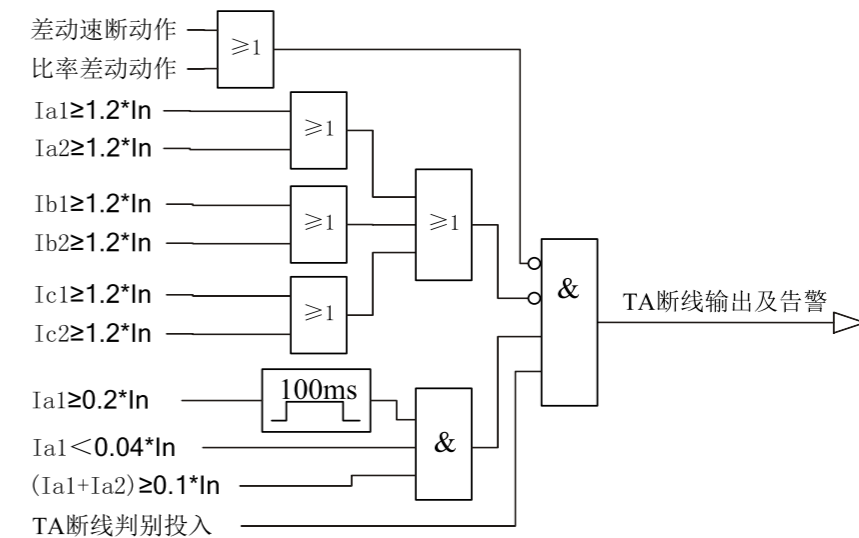 差动速断动作
比率差动动作
≥1
Ia1≥1.2*In
Ia2≥1.2*In
≥1
Ib1≥1.2*In
Ib2≥1.2*In
≥1
≥1
Ic1≥1.2*In
Ic2≥1.2*In
≥1
&
TA断线输出及告警
Ia1≥0.2*In
100ms
Ia1＜0.04*In
&
(Ia1+Ia2)≥0.1*In
TA断线判别投入